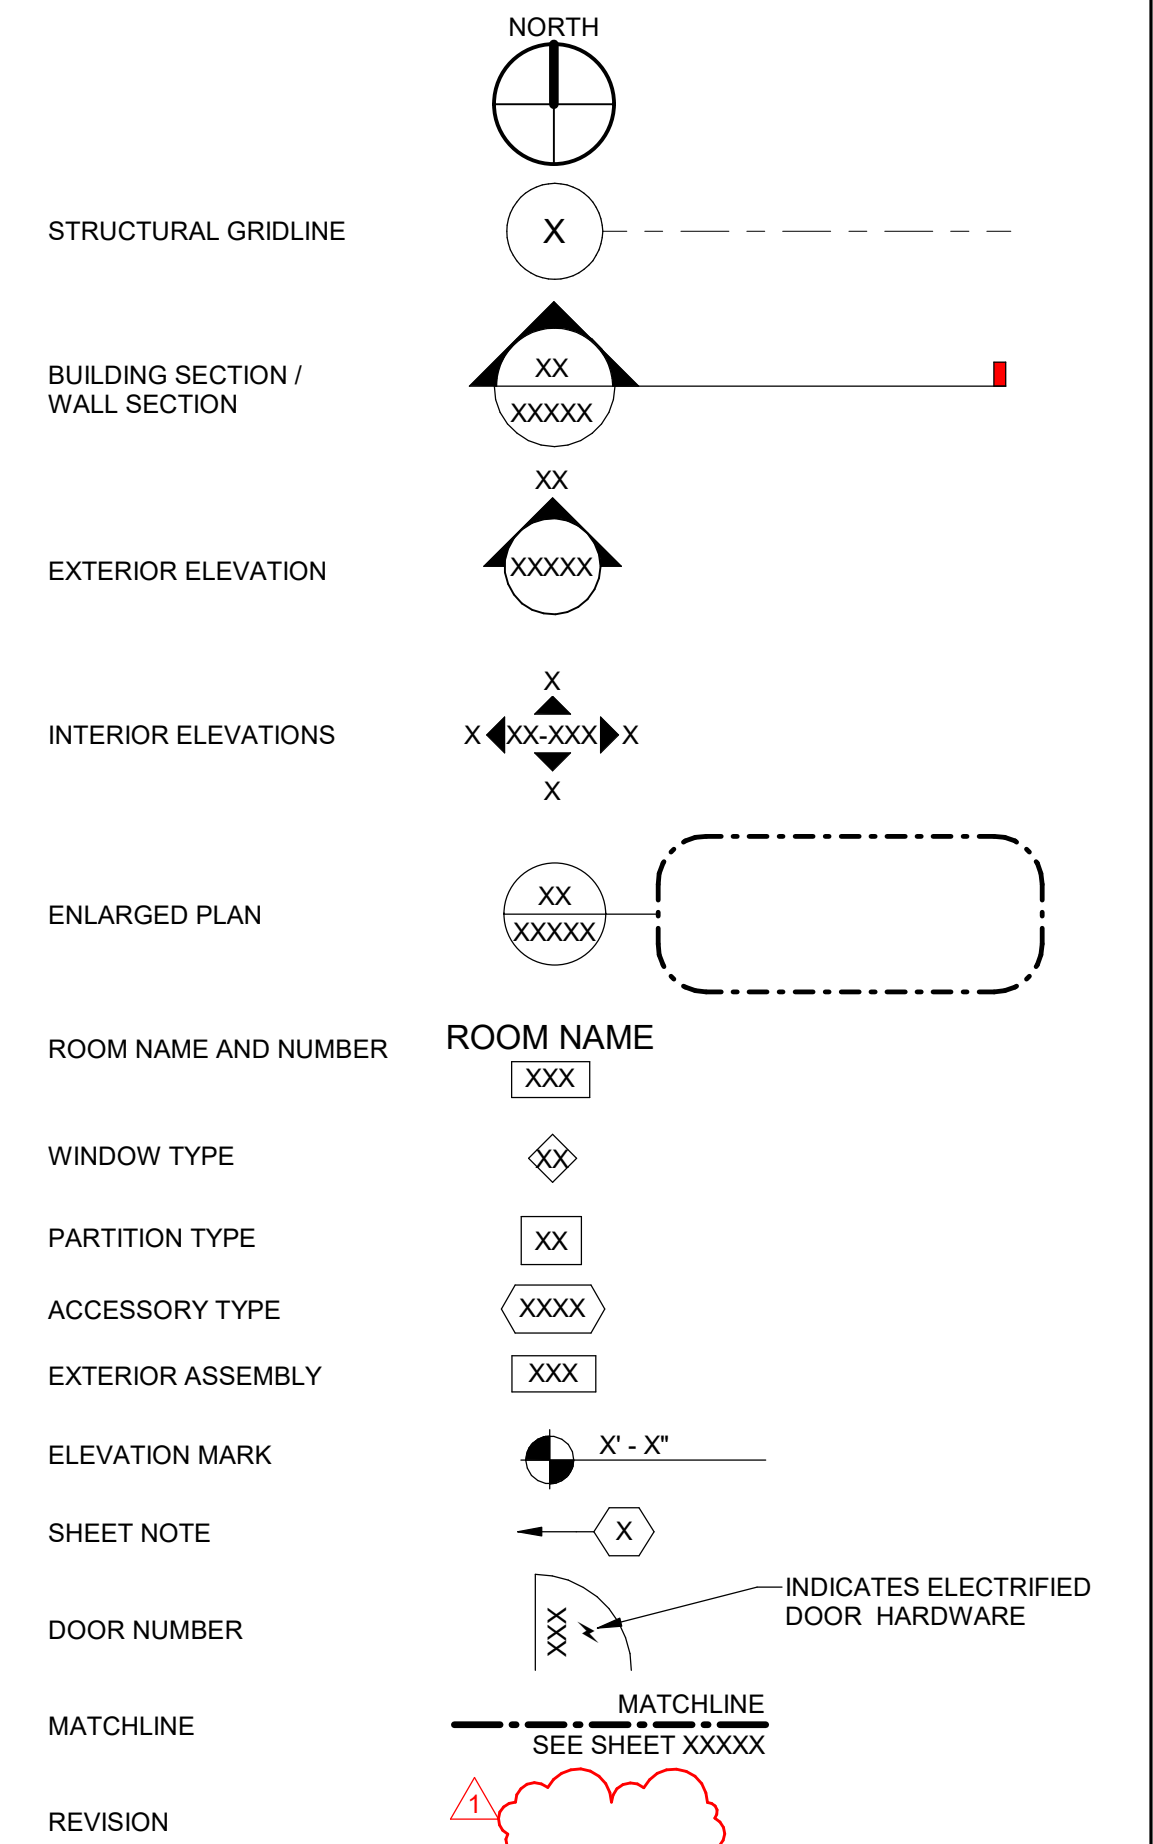 NORTH
STRUCTURAL GRIDLINE
X
BUILDING SECTION /
WALL SECTION
XX
XXXXX
XX
EXTERIOR ELEVATION
XXXXX
X
INTERIOR ELEVATIONS
X XX-XXX X
X
ENLARGED PLAN
XX
XXXXX
ROOM NAME AND NUMBER
ROOM NAME
XXX
WINDOW TYPE
XX
PARTITION TYPE
XX
ACCESSORY TYPE
XXXX
EXTERIOR ASSEMBLY
XXX
ELEVATION MARK
X' - X"
SHEET NOTE
X
DOOR NUMBER
XXX
INDICATES ELECTRIFIED
DOOR HARDWARE
MATCHLINE
MATCHLINE
SEE SHEET XXXXX
REVISION
1